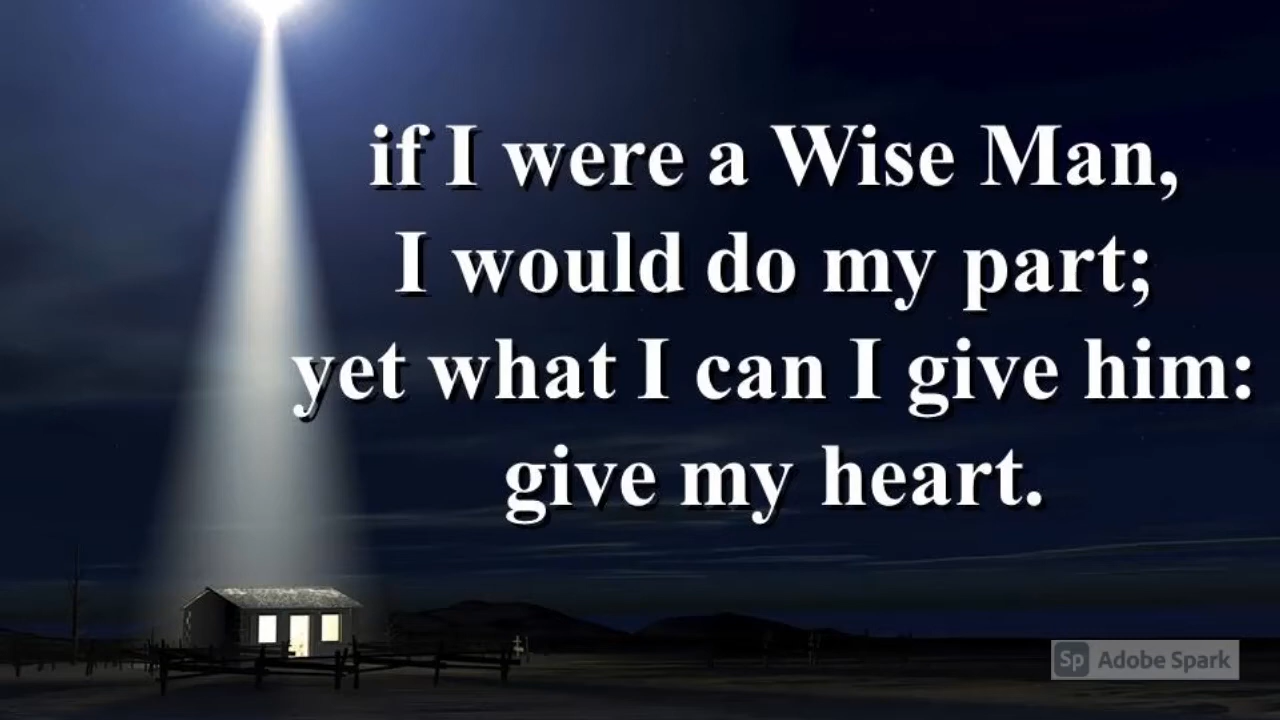 if I were a Wise Man,
I would do my part;
yet what I can I give him:
give my heart.
Sp Adobe Spark